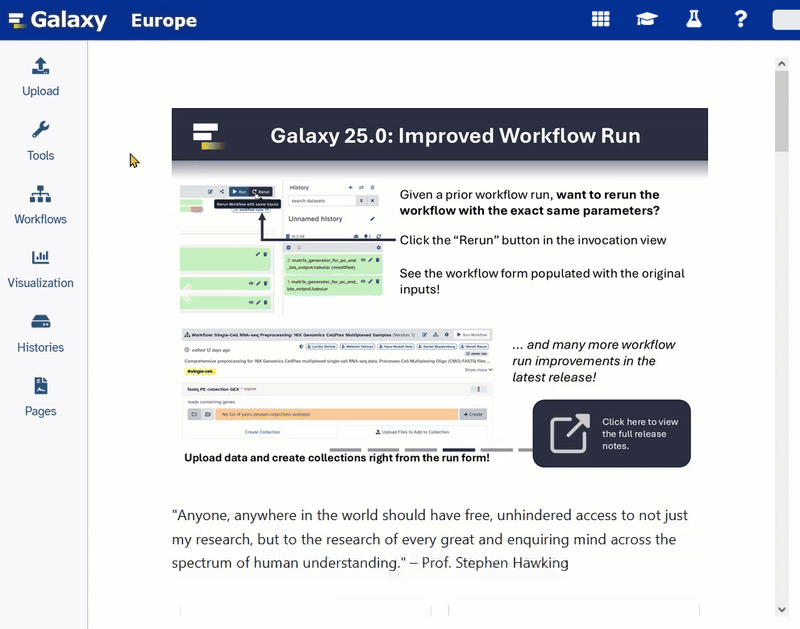 Galaxy Europe
Upload
Tools
Workflows
Visualization
Histories
Pages
Galaxy 25.0: Improved Workflow Run
Run Rerun
Rerun Workflow with same inputs
History
search datasets
Unnamed history
2: matrix_generator_for_pc_and_
1: matrix_generator_for_pc_and_
Given a prior workflow run, want to rerun the
workflow with the exact same parameters?
Click the “Rerun” button in the invocation view
See the workflow form populated with the original
inputs!
Workflow: Single-Cell RNA-seq Preprocessing: 10X Genomics CellPlex Multiplexed Samples (Version: 1)
Run Workflow
edited 12 days ago
Comprehensive preprocessing for 10X Genomics CellPlex multiplexed single-cell RNA-seq data. Processes Cell Multiplexing Oligo (CMO) FASTQ files ...
Show more
#single-cell
fastq PE collection GEX * required
reads containing genes
No list of pairs dataset collections available
+ Create
Create Collection
Upload Files to Add to Collection
Upload data and create collections right from the run form!
... and many more workflow
run improvements in the
latest release!
Click here to view
the full release
notes.
"Anyone, anywhere in the world should have free, unhindered access to not just
my research, but to the research of every great and enquiring mind across the
spectrum of human understanding." – Prof. Stephen Hawking